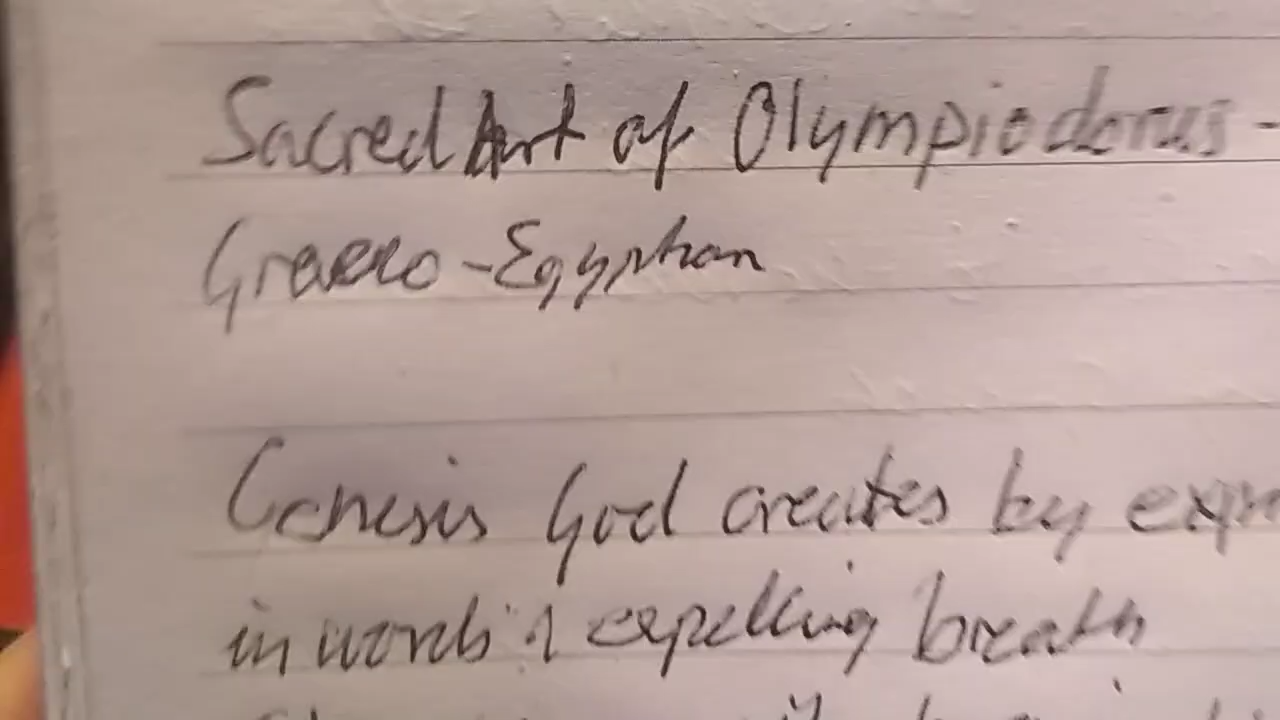 Sacred Art of Olympiodorus -
Graeco-Egyptian
Genesis God creates by
in words & expelling breath